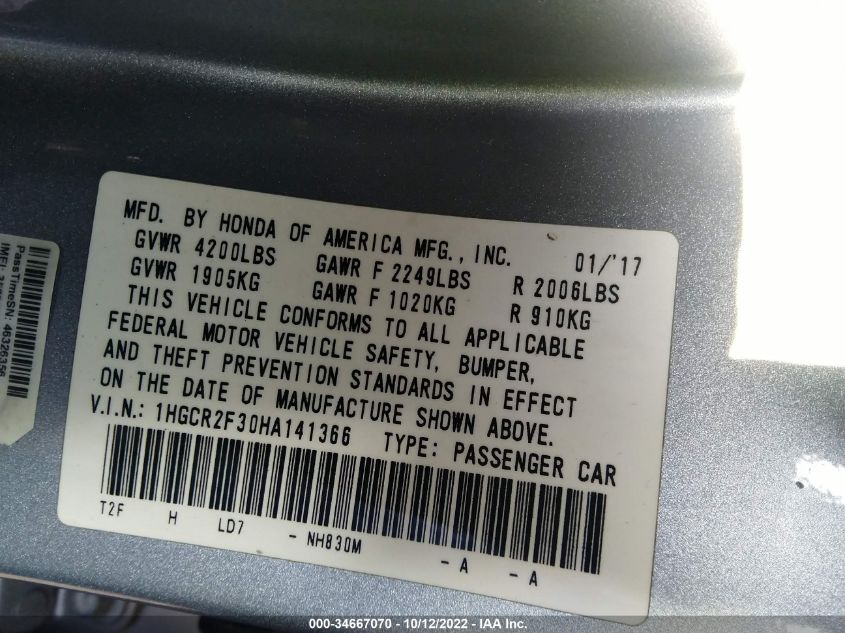 MFD. BY HONDA OF AMERICA MFG., INC. 01/'17
GVWR 4200LBS GAWR F 2249LBS R 2006LBS
GVWR 1905KG GAWR F 1020KG R 910KG
THIS VEHICLE CONFORMS TO ALL APPLICABLE
FEDERAL MOTOR VEHICLE SAFETY, BUMPER,
AND THEFT PREVENTION STANDARDS IN EFFECT
ON THE DATE OF MANUFACTURE SHOWN ABOVE.
V.I.N.: 1HGCR2F30HA141366 TYPE: PASSENGER CAR
T2F H LD7 - NH830M - A - A
PassTimeSN: 46326356
IMEI:
000-34667070 - 10/12/2022 - IAA Inc.